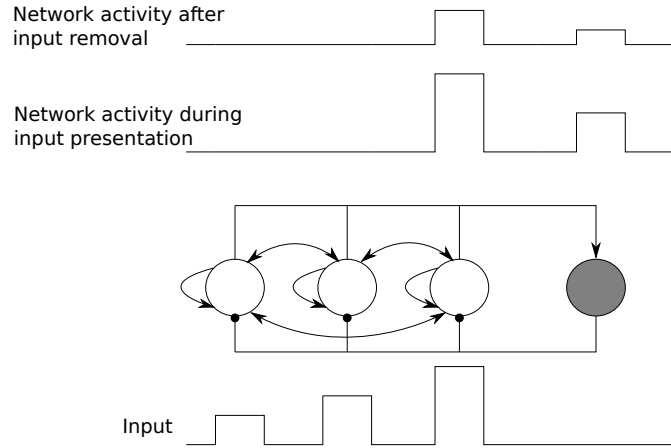 Network activity after
input removal
Network activity during
input presentation
Input